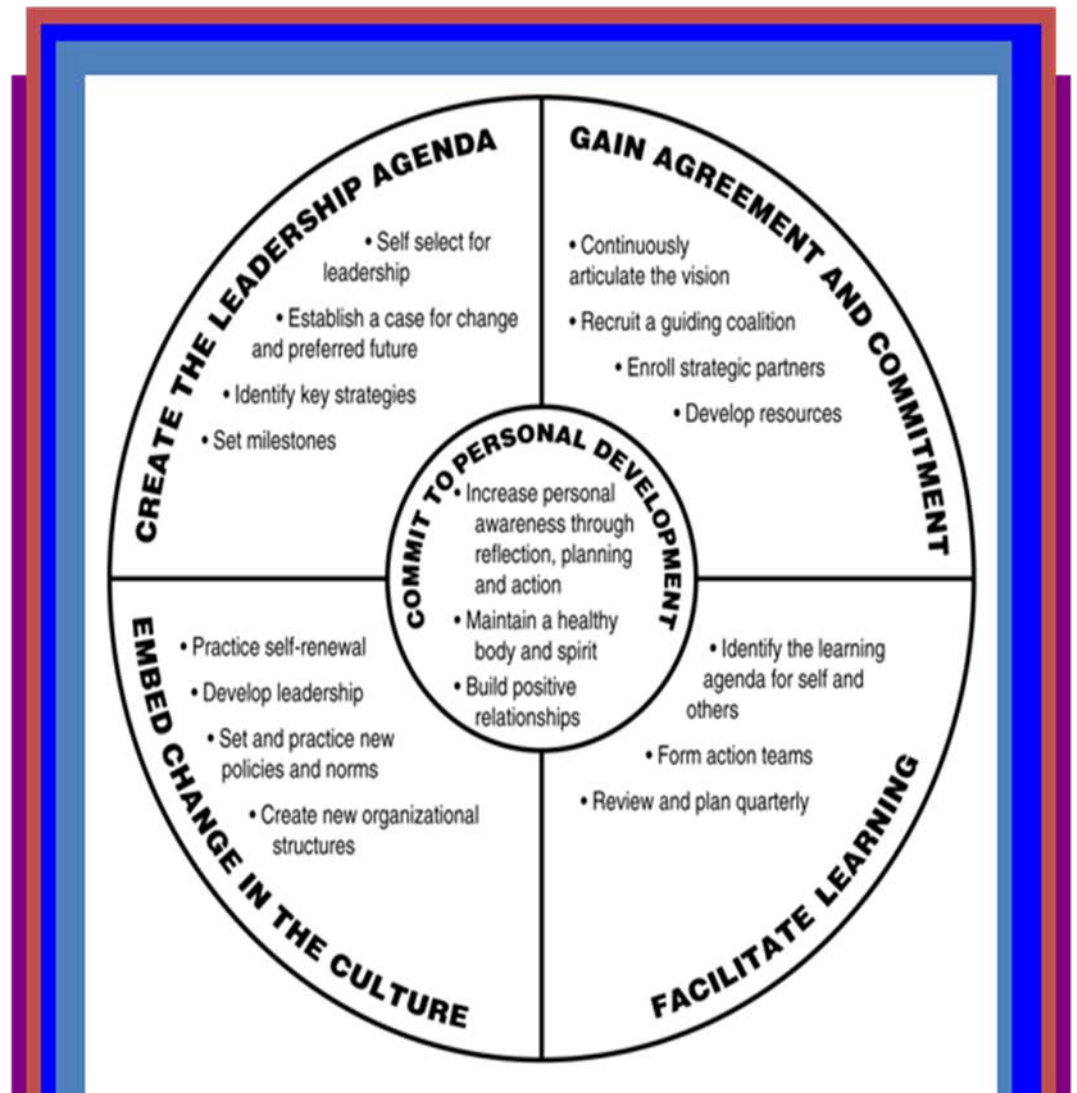 CREATE THE LEADERSHIP AGENDA
• Self select for
leadership
• Establish a case for change
and preferred future
• Identify key strategies
• Set milestones
GAIN AGREEMENT AND COMMITMENT
• Continuously
articulate the vision
• Recruit a guiding coalition
• Enroll strategic partners
• Develop resources
COMMIT TO PERSONAL DEVELOPMENT
• Increase personal
awareness through
reflection, planning
and action
• Maintain a healthy
body and spirit
• Build positive
relationships
EMBED CHANGE IN THE CULTURE
• Practice self-renewal
• Develop leadership
• Set and practice new
policies and norms
• Create new organizational
structures
• Identify the learning
agenda for self and
others
• Form action teams
• Review and plan quarterly
FACILITATE LEARNING